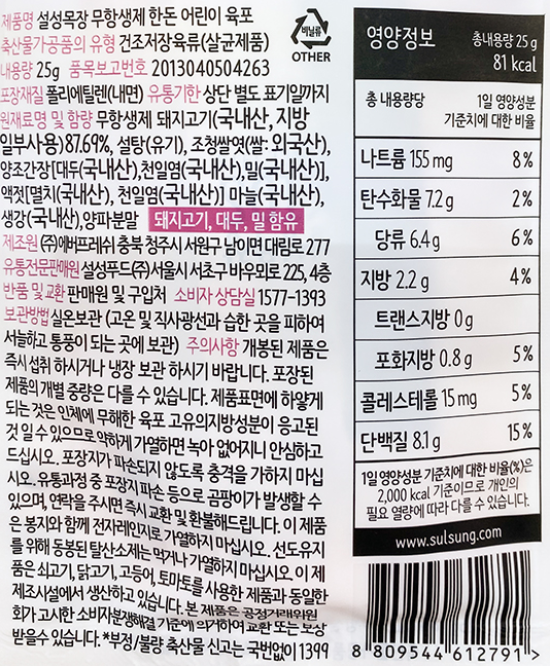 제품명 설성목장 무항생제 한돈 어린이 육포
축산물가공품의 유형 건조저장육류(살균제품)
내용량 25g 품목보고번호 2013040504263
포장재질 폴리에틸렌(내면) 유통기한 상단 별도 표기일까지
원재료명 및 함량 무항생제 돼지고기(국내산, 지방
일부사용) 87.69%, 설탕(유기), 조청쌀엿(쌀·외국산),
양조간장[대두(국내산),천일염(국내산),밀(국내산)],
액젓[멸치(국내산), 천일염(국내산)] 마늘(국내산),
생강(국내산),양파분말 돼지고기, 대두, 밀 함유
제조원 (주)에버프레쉬 충북 청주시 서원구 남이면 대림로 277
유통전문판매원 설성푸드(주)서울시 서초구 바우뫼로 225, 4층
반품 및 교환 판매원 및 구입처 소비자 상담실 1577-1393
보관방법 실온보관 (고온 및 직사광선과 습한 곳을 피하여
서늘하고 통풍이 되는 곳에 보관) 주의사항 개봉된 제품은
즉시 섭취 하시거나 냉장 보관 하시기 바랍니다. 포장된
제품의 개별 중량은 다를 수 있습니다. 제품표면에 하얗게
되는 것은 인체에 무해한 육포 고유의지방성분이 응고된
것 일 수 있으므로 약하게 가열하면 녹아 없어지니 안심하고
드십시오. 포장지가 파손되지 않도록 충격을 가하지 마십
시오. 유통과정 중 포장지 파손 등으로 곰팡이가 발생할 수
있으며, 연락을 주시면 즉시 교환 및 환불해드립니다. 이 제품
은 봉지와 함께 전자레인지로 가열하지 마십시오. 선도유지
를 위해 동봉된 탈산소제는 먹거나 가열하지 마십시오 이 제
품은 쇠고기, 닭고기, 고등어, 토마토를 사용한 제품과 동일한
제조시설에서 생산하고 있습니다. 본 제품은 공정거래위원
회가 고시한 소비자분쟁해결 기준에 의거하여 교환 또는 보상
받을수 있습니다. *부정/불량 축산물 신고는 국번없이 1399
비닐류
OTHER
영양정보 총내용량 25 g
81 kcal
총 내용량당 1일 영양성분
기준치에 대한 비율
나트륨 155 mg 8%
탄수화물 7.2 g 2%
당류 6.4 g 6%
지방 2.2 g 4%
트랜스지방 0 g
포화지방 0.8 g 5%
콜레스테롤 15 mg 5%
단백질 8.1 g 15%
1일 영양성분 기준치에 대한 비율(%)은
2,000 kcal 기준이므로 개인의
필요 열량에 따라 다를 수 있습니다.
www.sulsung.com
8 809544 612791 >